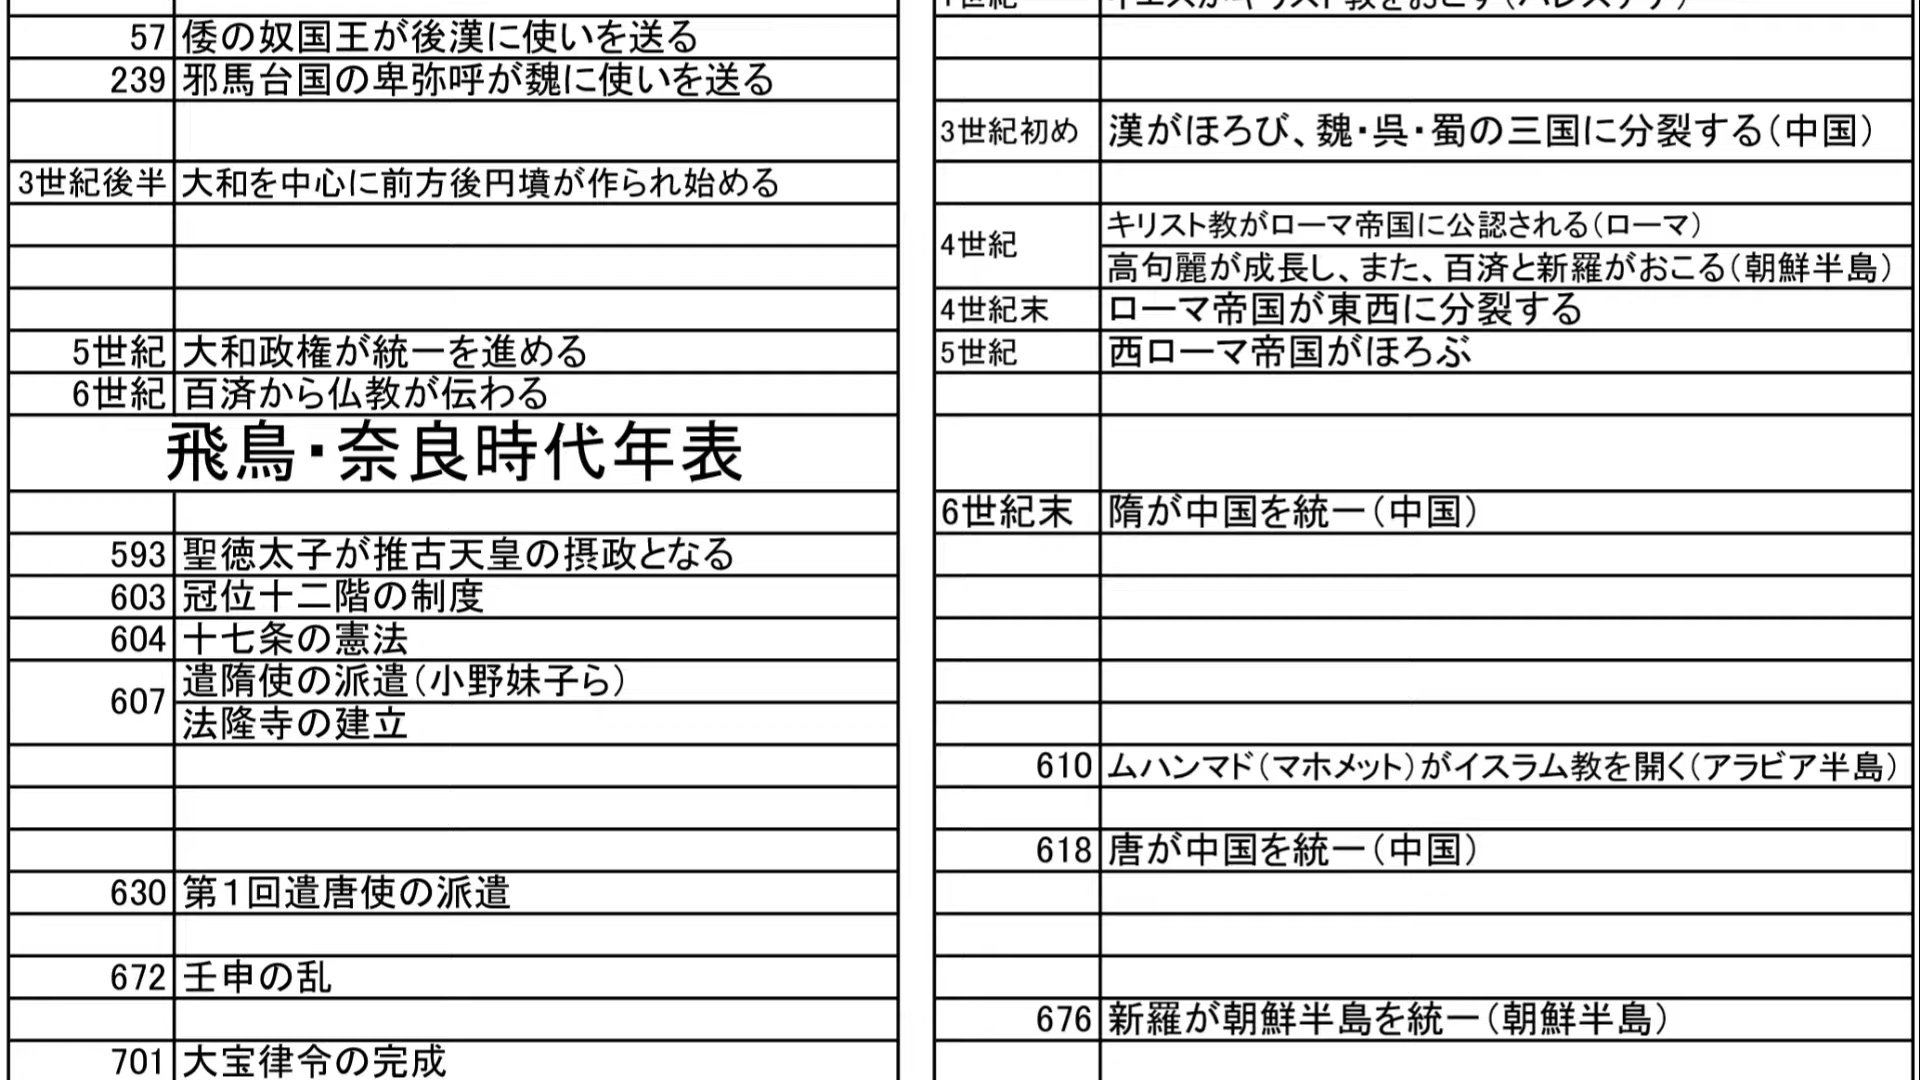 57 倭の奴国王が後漢に使いを送る
239 邪馬台国の卑弥呼が魏に使いを送る
3世紀後半 大和を中心に前方後円墳が作られ始める
5世紀 大和政権が統一を進める
6世紀 百済から仏教が伝わる
飛鳥・奈良時代年表
593 聖徳太子が推古天皇の摂政となる
603 冠位十二階の制度
604 十七条の憲法
607 遣隋使の派遣（小野妹子ら）
法隆寺の建立
630 第１回遣唐使の派遣
672 壬申の乱
701 大宝律令の完成
3世紀初め 漢がほろび、魏・呉・蜀の三国に分裂する（中国）
4世紀 キリスト教がローマ帝国に公認される（ローマ）
高句麗が成長し、また、百済と新羅がおこる（朝鮮半島）
4世紀末 ローマ帝国が東西に分裂する
5世紀 西ローマ帝国がほろぶ
6世紀末 隋が中国を統一（中国）
610 ムハンマド（マホメット）がイスラム教を開く（アラビア半島）
618 唐が中国を統一（中国）
676 新羅が朝鮮半島を統一（朝鮮半島）